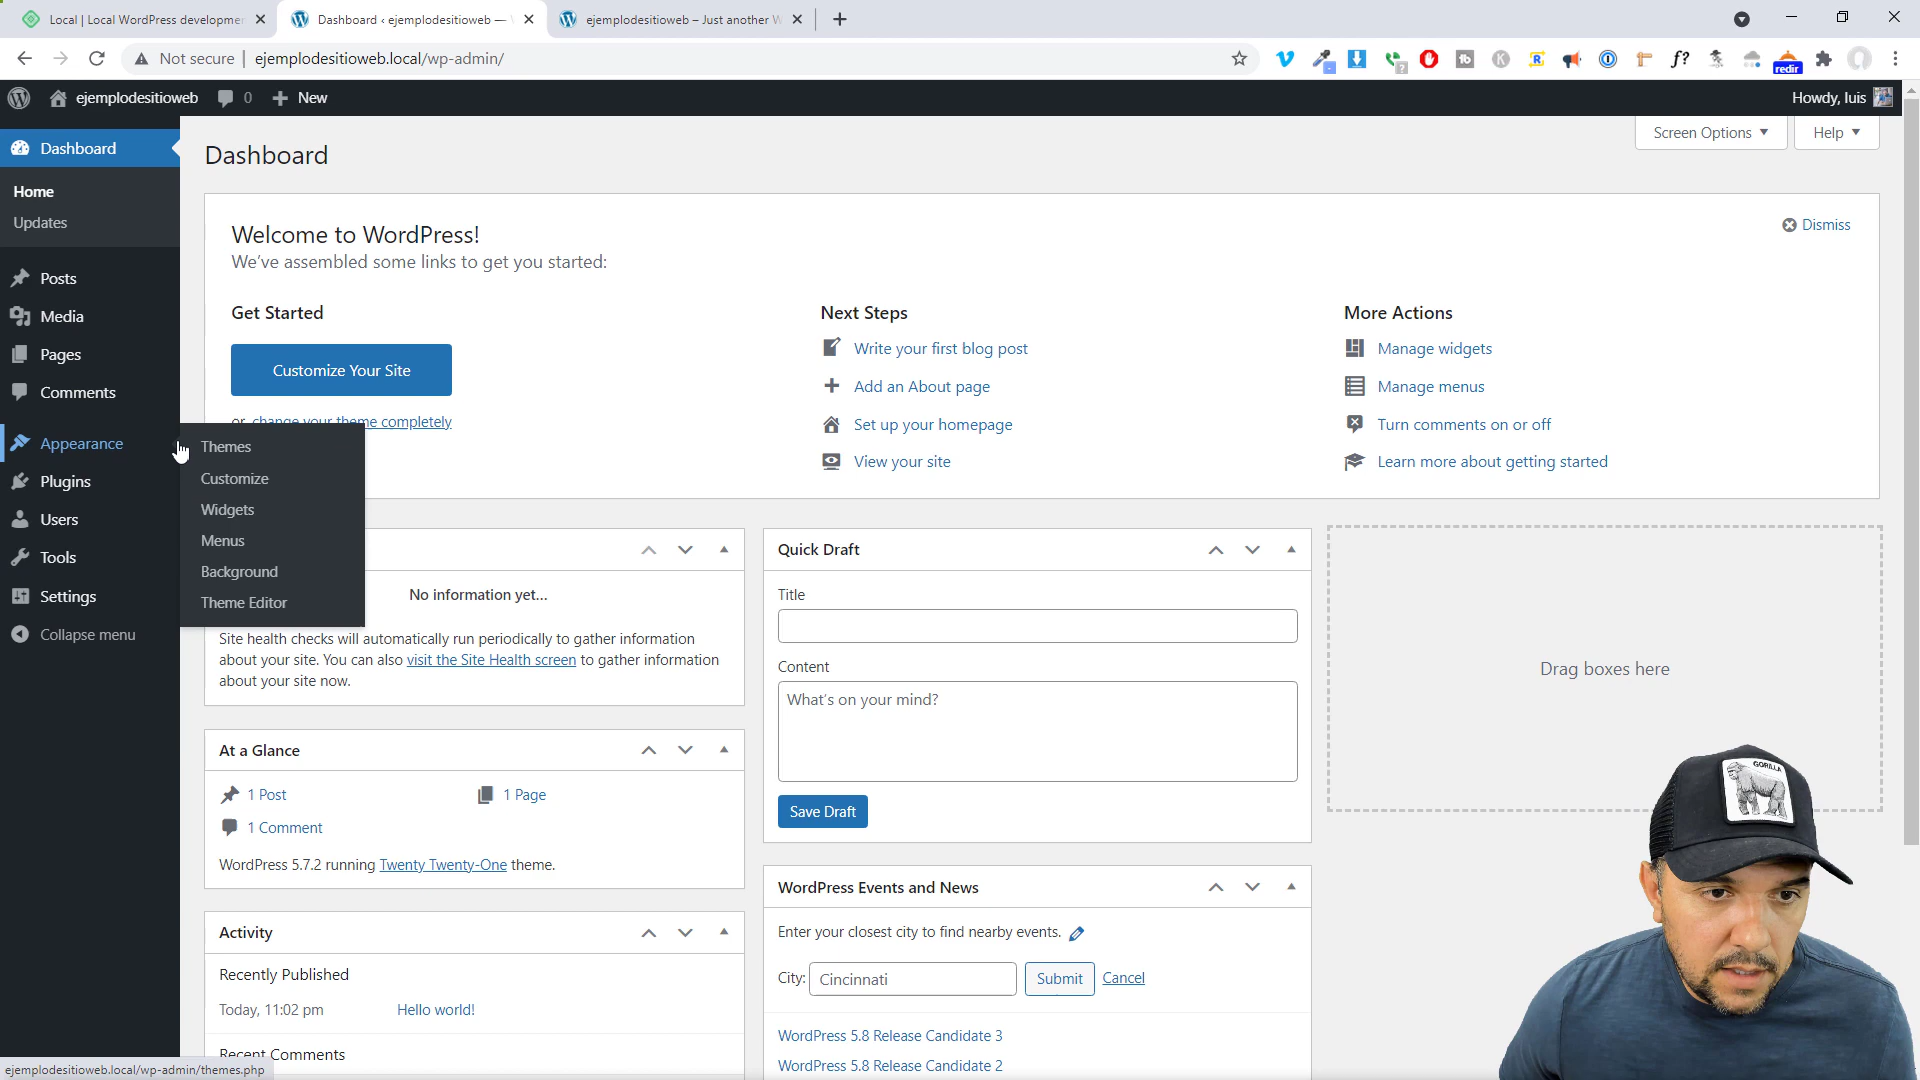 Local | Local WordPress developmer
Dashboard ‹ ejemplodesitioweb — W
ejemplodesitioweb – Just another W
Not secure
ejemplodesitioweb.local/wp-admin/
redir
ejemplodesitioweb
0
New
Howdy, luis
Dashboard
Home
Updates
Posts
Media
Pages
Comments
Appearance
Plugins
Users
Tools
Settings
Collapse menu
Themes
Customize
Widgets
Menus
Background
Theme Editor
Dashboard
Screen Options
Help
Welcome to WordPress!
We've assembled some links to get you started:
Dismiss
Get Started
Customize Your Site
or, change your theme completely
Next Steps
Write your first blog post
Add an About page
Set up your homepage
View your site
More Actions
Manage widgets
Manage menus
Turn comments on or off
Learn more about getting started
No information yet...
Site health checks will automatically run periodically to gather information
about your site. You can also visit the Site Health screen to gather information
about your site now.
At a Glance
1 Post
1 Page
1 Comment
WordPress 5.7.2 running Twenty Twenty-One theme.
Activity
Recently Published
Today, 11:02 pm
Hello world!
Recent Comments
Quick Draft
Title
Content
What's on your mind?
Save Draft
WordPress Events and News
Enter your closest city to find nearby events.
City:
Cincinnati
Submit
Cancel
WordPress 5.8 Release Candidate 3
WordPress 5.8 Release Candidate 2
Drag boxes here
GORILLA
ejemplodesitioweb.local/wp-admin/themes.php